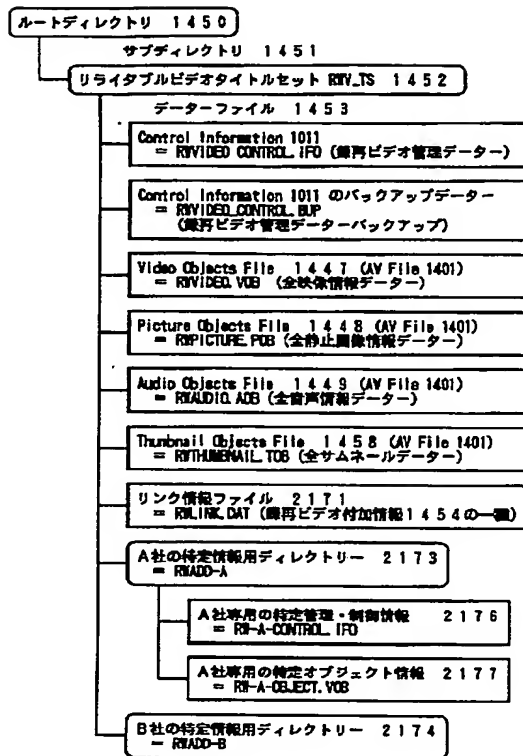 ルートディレクトリ 1450
サブディレクトリ 1451
リライタブルビデオタイトルセット RWV_TS 1452
データーファイル 1453
Control Information 1011
= RWVIDEO CONTROL.IFO (録再ビデオ管理データー)
Control Information 1011 のバックアップデーター
= RWVIDEO_CONTROL.BUP
(録再ビデオ管理データーバックアップ)
Video Objects File 1447 (AV File 1401)
= RWVIDEO.VOB (全映像情報データー)
Picture Objects File 1448 (AV File 1401)
= RWPICTURE.POB (全静止画像情報データー)
Audio Objects File 1449 (AV File 1401)
= RWAUDIO.AOB (全音声情報データー)
Thumbnail Objects File 1458 (AV File 1401)
= RWTHUMBNAIL.TOB (全サムネールデーター)
リンク情報ファイル 2171
= RWLINK.DAT (録再ビデオ付加情報1454の一種)
A社の特定情報用ディレクトリー 2173
= RWADD-A
A社専用の特定管理・制御情報 2176
= RW-A-CONTROL.IFO
A社専用の特定オブジェクト情報 2177
= RW-A-OBJECT.VOB
B社の特定情報用ディレクトリー 2174
= RWADD-B